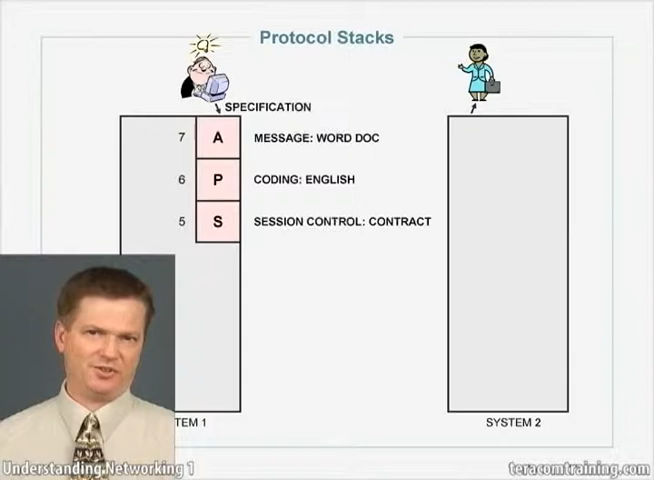 Protocol Stacks
SPECIFICATION
7 A MESSAGE: WORD DOC
6 P CODING: ENGLISH
5 S SESSION CONTROL: CONTRACT
TEM 1 SYSTEM 2
Understanding Networking 1 teracomtraining.com